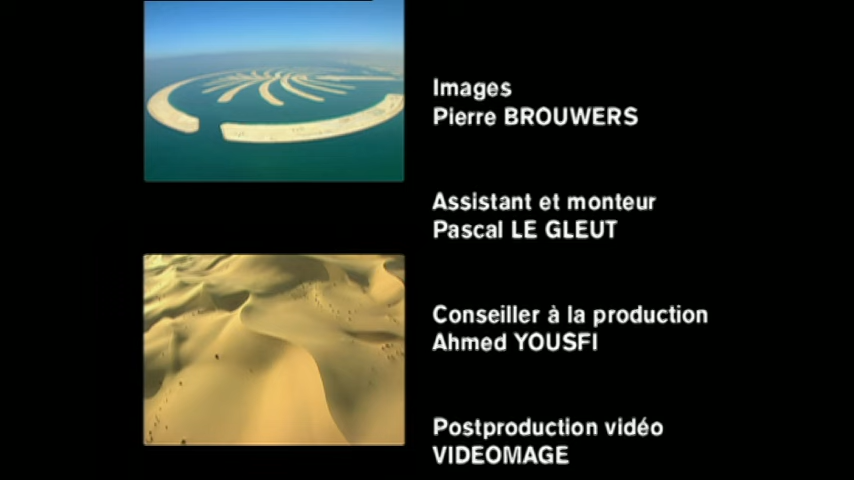 Images
Pierre BROUWERS
Assistant et monteur
Pascal LE GLEUT
Conseiller à la production
Ahmed YOUSFI
Postproduction vidéo
VIDEOMAGE